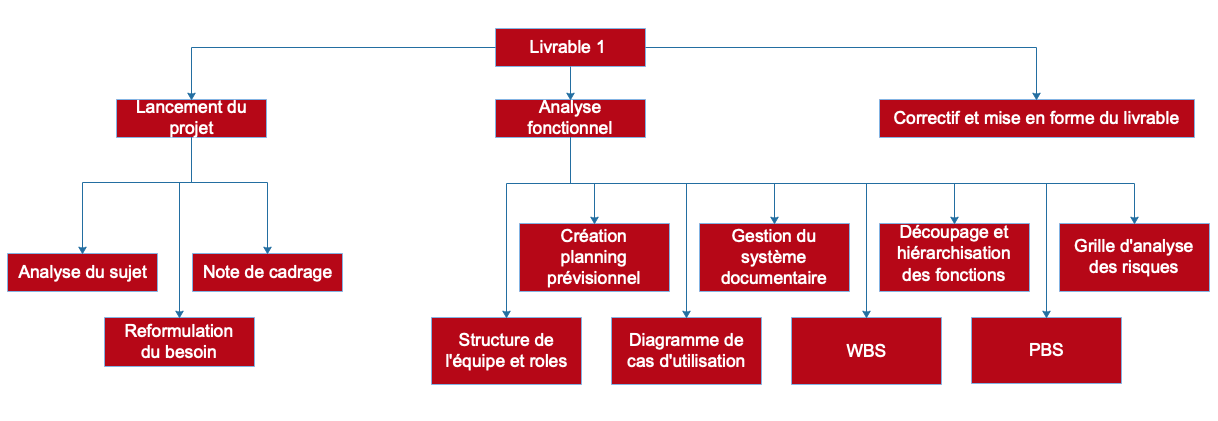 Livrable 1
Lancement du
projet
Analyse
fonctionnel
Correctif et mise en forme du livrable
Analyse du sujet
Note de cadrage
Reformulation
du besoin
Création
planning
prévisionnel
Gestion du
système
documentaire
Découpage et
hiérarchisation
des fonctions
Grille d'analyse
des risques
Structure de
l'équipe et roles
Diagramme de
cas d'utilisation
WBS
PBS